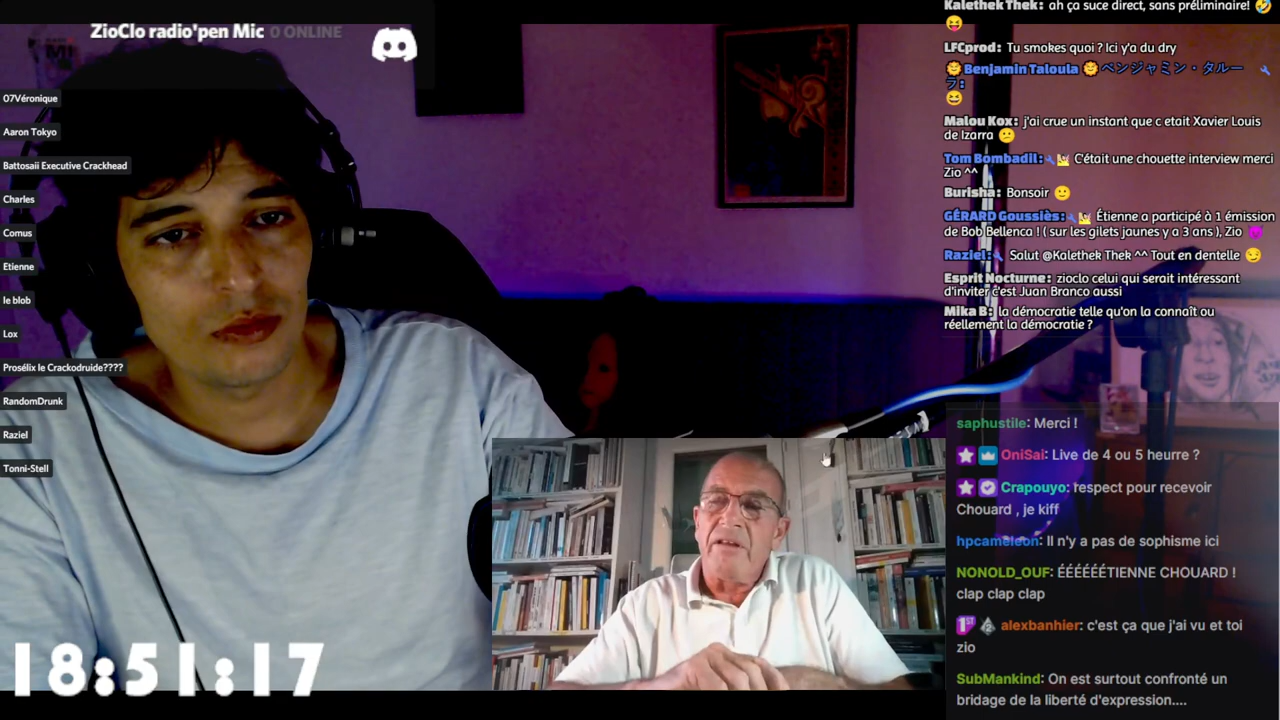 ZioClo radio'pen Mic 0 ONLINE
07Véronique
Aaron Tokyo
Battosaii Executive Crackhead
Charles
Comus
Etienne
le blob
Lox
Prosélix le Crackodruide????
RandomDrunk
Raziel
Tonni-Stell
18:51:17
Kalethek Thek: ah ça suce direct, sans préliminaire! 🤣
😝
LFCprod: Tu smokes quoi ? Ici y'a du dry
🌞 Benjamin Taloula 🌞 ベンジャミン・タルー
ラ:
😆
Malou Kox: j'ai crue un instant que c etait Xavier Louis
de Izarra 😕
Tom Bombadil: C'était une chouette interview merci
Zio ^^
Burisha: Bonsoir 🙂
GÉRARD Goussiès: Étienne a participé à 1 émission
de Bob Bellenca ! ( sur les gilets jaunes y a 3 ans ), Zio 😈
Raziel: Salut @Kalethek Thek ^^ Tout en dentelle 😏
Esprit Nocturne: zioclo celui qui serait intéressant
d'inviter c'est Juan Branco aussi
Mika B: la démocratie telle qu'on la connaît ou
réellement la démocratie ?
saphustile: Merci !
OniSai: Live de 4 ou 5 heurre ?
Crapouyo: respect pour recevoir
Chouard , je kiff
hpcameleon: Il n'y a pas de sophisme ici
NONOLD_OUF: ÉÉÉÉÉÉTIENNE CHOUARD !
clap clap clap
1ST 2 alexbanhier: c'est ça que j'ai vu et toi
zio
SubMankind: On est surtout confronté un
bridage de la liberté d'expression....